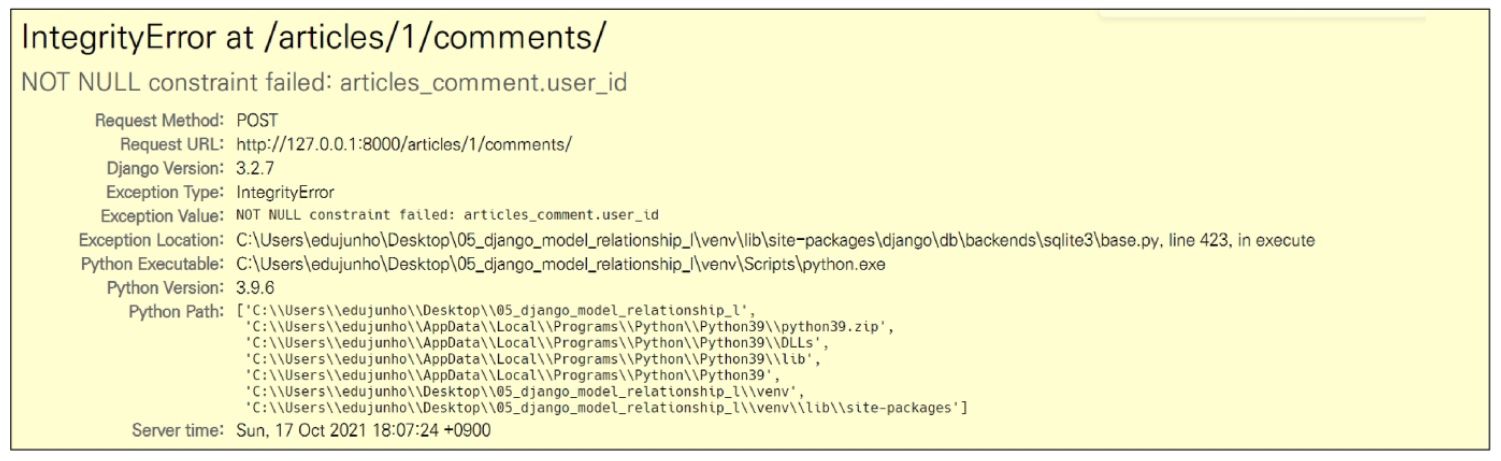 IntegrityError at /articles/1/comments/
NOT NULL constraint failed: articles_comment.user_id
Request Method: POST
Request URL: http://127.0.0.1:8000/articles/1/comments/
Django Version: 3.2.7
Exception Type: IntegrityError
Exception Value: NOT NULL constraint failed: articles_comment.user_id
Exception Location: C:\Users\edujunho\Desktop\05_django_model_relationship_I\venv\lib\site-packages\django\db\backends\sqlite3\base.py, line 423, in execute
Python Executable: C:\Users\edujunho\Desktop\05_django_model_relationship_I\venv\Scripts\python.exe
Python Version: 3.9.6
Python Path: ['C:\\Users\\edujunho\\Desktop\\05_django_model_relationship_l',
'C:\\Users\\edujunho\\AppData\\Local\\Programs\\Python\\Python39\\python39.zip',
'C:\\Users\\edujunho\\AppData\\Local\\Programs\\Python\\Python39\\DLLs',
'C:\\Users\\edujunho\\AppData\\Local\\Programs\\Python\\Python39\\lib',
'C:\\Users\\edujunho\\AppData\\Local\\Programs\\Python\\Python39',
'C:\\Users\\edujunho\\Desktop\\05_django_model_relationship_l\\venv',
'C:\\Users\\edujunho\\Desktop\\05_django_model_relationship_l\\venv\\lib\\site-packages']
Server time: Sun, 17 Oct 2021 18:07:24 +0900